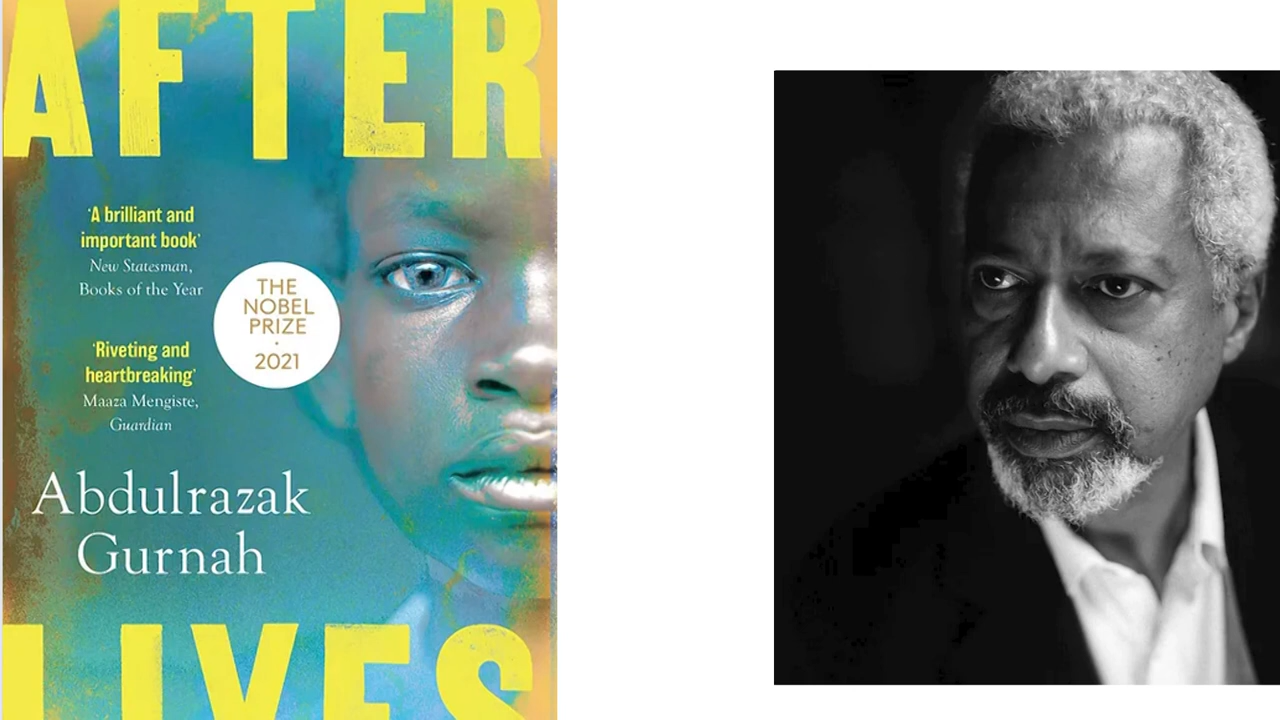 AFTER
'A brilliant and
important book'
New Statesman,
Books of the Year
THE
NOBEL
PRIZE
·
2021
'Riveting and
heartbreaking'
Maaza Mengiste,
Guardian
Abdulrazak
Gurnah
LIVES